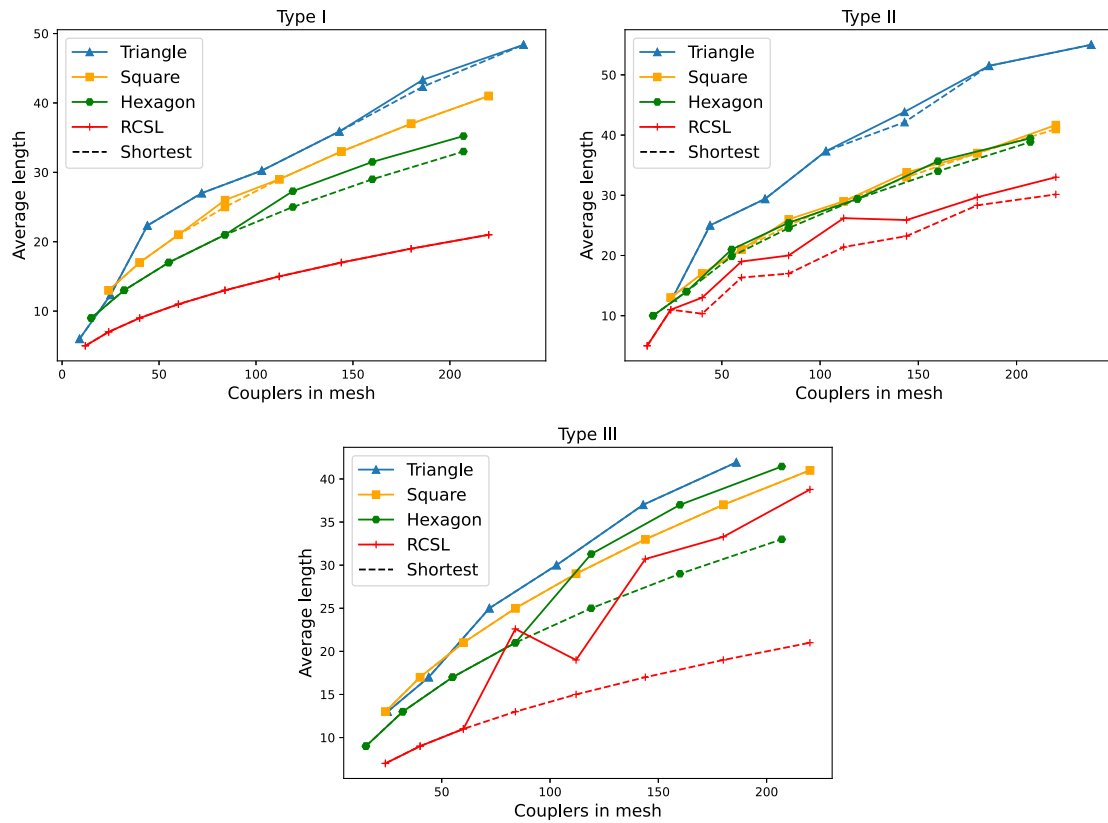 Type I
50
40
30
20
10
0
50
100
150
200
Average length
Couplers in mesh
Triangle
Square
Hexagon
RCSL
Shortest
Type II
50
40
30
20
10
50
100
150
200
Average length
Couplers in mesh
Triangle
Square
Hexagon
RCSL
Shortest
Type III
40
35
30
25
20
15
10
50
100
150
200
Average length
Couplers in mesh
Triangle
Square
Hexagon
RCSL
Shortest